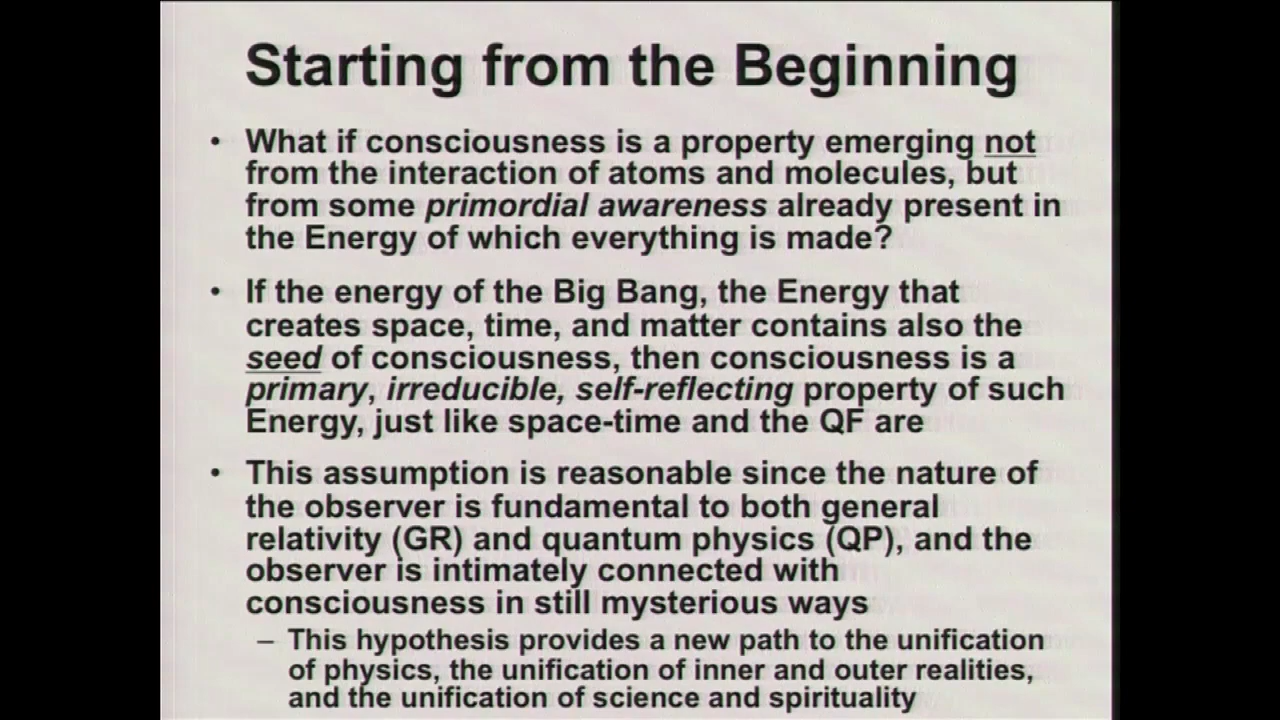 Starting from the Beginning
• What if consciousness is a property emerging not
from the interaction of atoms and molecules, but
from some primordial awareness already present in
the Energy of which everything is made?
• If the energy of the Big Bang, the Energy that
creates space, time, and matter contains also the
seed of consciousness, then consciousness is a
primary, irreducible, self-reflecting property of such
Energy, just like space-time and the QF are
• This assumption is reasonable since the nature of
the observer is fundamental to both general
relativity (GR) and quantum physics (QP), and the
observer is intimately connected with
consciousness in still mysterious ways
– This hypothesis provides a new path to the unification
of physics, the unification of inner and outer realities,
and the unification of science and spirituality